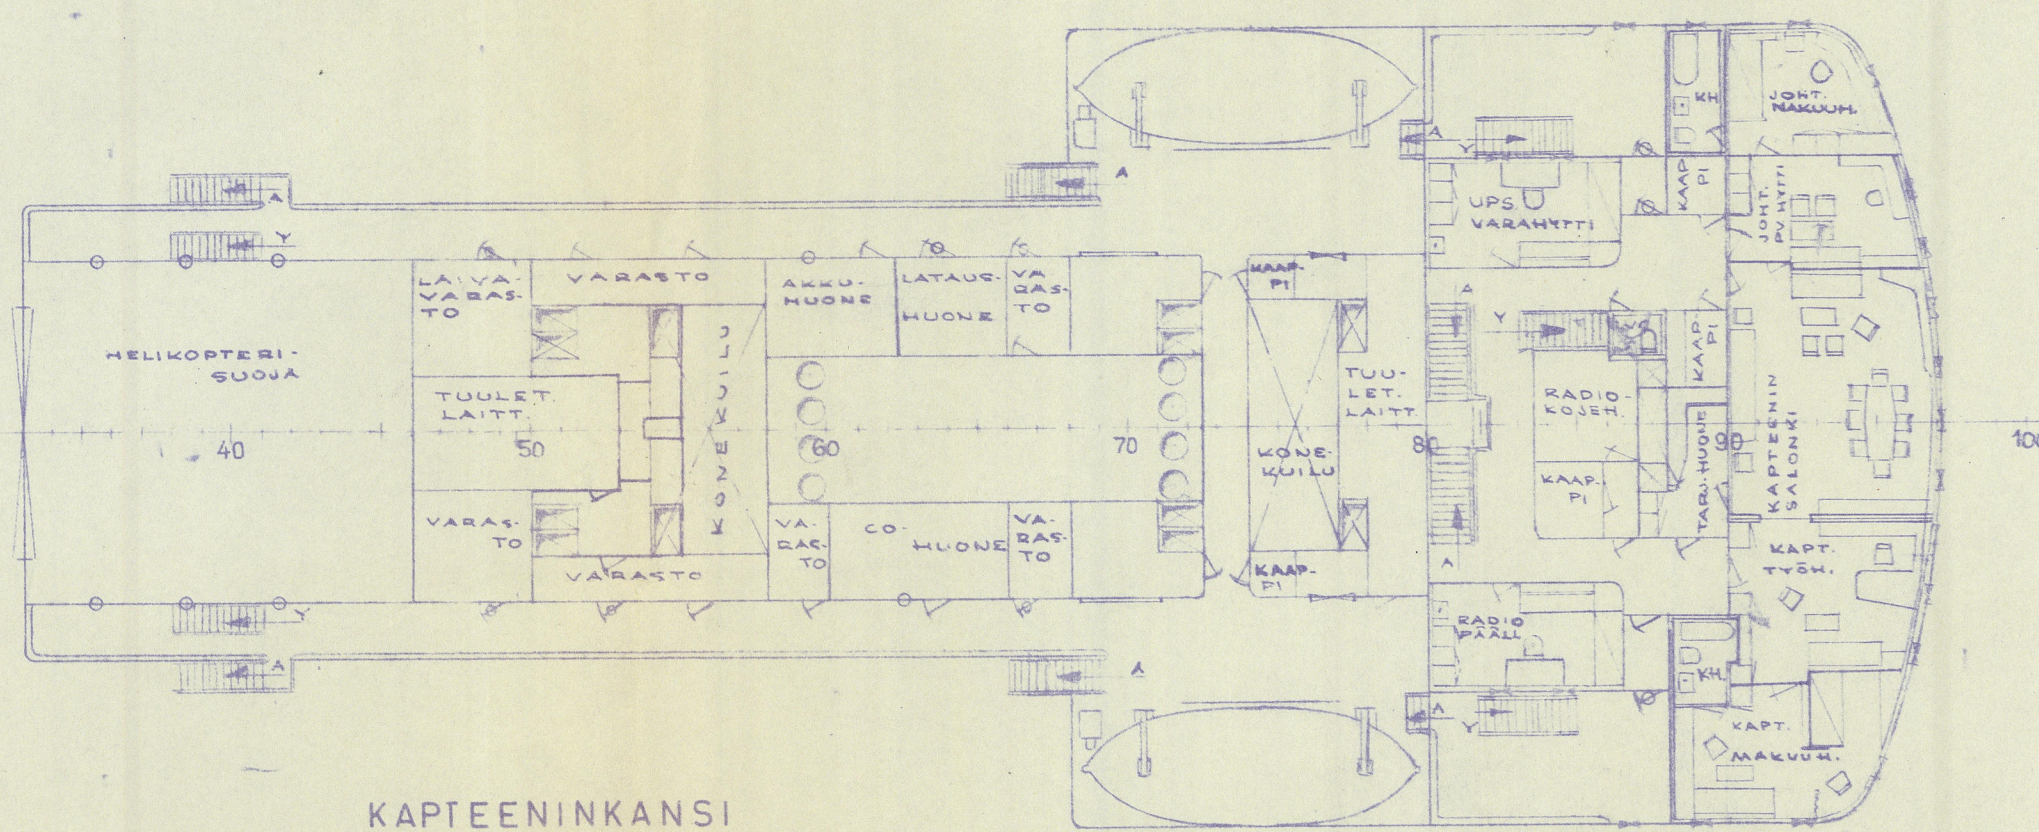 KH
JOHT.
MAKUUH.
KAAP
PI
JOHT.
PV.HYTTI
UPS.
VARAHYTTI
A
Y
A
A
Y
A
Y
LAIVA-
VARAS-
TO
VARASTO
AKKU-
HUONE
LATAUS-
HUONE
VA
RAS-
TO
KAAP-
PI
HELIKOPTERI-
SUOJA
TUULET.
LAITT.
KONEKUILU
KONE-
KUILU
TUU-
LET.
LAITT.
A
Y
KAAP-
PI
RADIO-
KOJEH.
KAAP-
PI
TARJ.HUONE
KAPTEENIN
SALONKI
40
50
60
70
80
90
100
VARAS-
TO
VARASTO
VA-
RAS-
TO
CO-
HUONE
VA-
RAS-
TO
KAAP-
PI
A
KAPT.
TYÖH.
RADIO
PÄÄLL
KH.
Y
A
A
A
Y
KAPT.
MAKUUH.
KAPTEENINKANSI